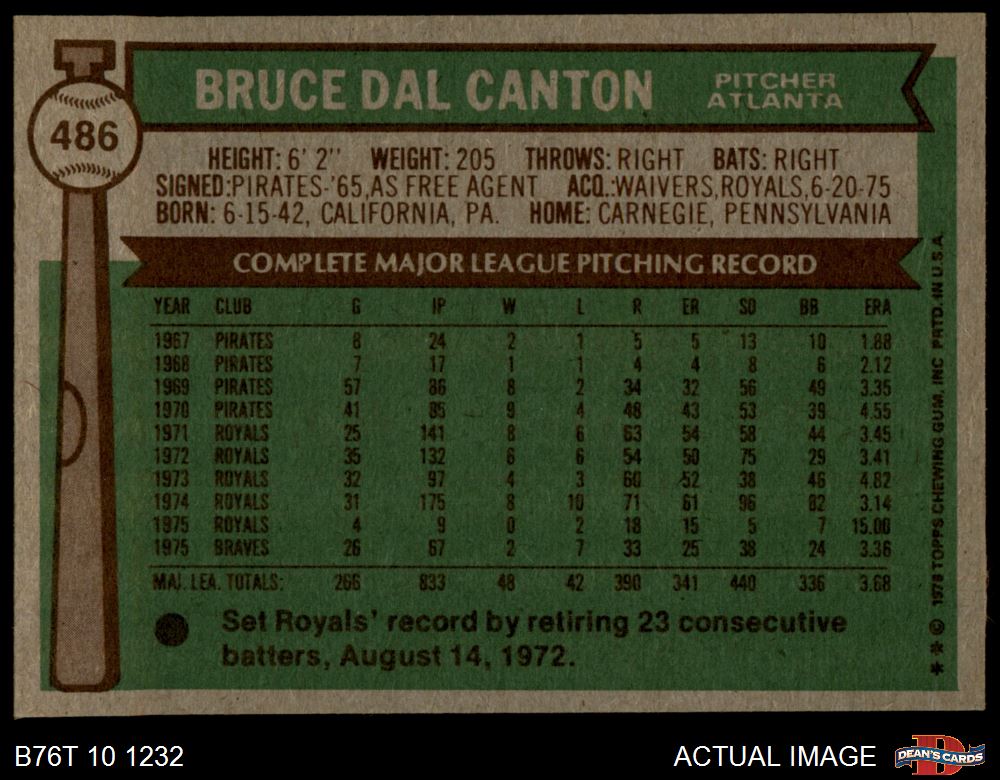 486
BRUCE DAL CANTON
PITCHER
ATLANTA
HEIGHT: 6' 2" WEIGHT: 205 THROWS: RIGHT BATS: RIGHT
SIGNED:PIRATES-'65,AS FREE AGENT ACQ.:WAIVERS,ROYALS,6-20-75
BORN: 6-15-42, CALIFORNIA, PA. HOME: CARNEGIE, PENNSYLVANIA
COMPLETE MAJOR LEAGUE PITCHING RECORD
YEAR CLUB G IP W L R ER SO BB ERA
1967 PIRATES 8 24 2 1 5 5 13 10 1.88
1968 PIRATES 7 17 1 1 4 4 8 6 2.12
1969 PIRATES 57 86 8 2 34 32 56 49 3.35
1970 PIRATES 41 85 9 4 48 43 53 39 4.55
1971 ROYALS 25 141 8 6 63 54 58 44 3.45
1972 ROYALS 35 132 6 6 54 50 75 29 3.41
1973 ROYALS 32 97 4 3 60 52 38 46 4.82
1974 ROYALS 31 175 8 10 71 61 96 82 3.14
1975 ROYALS 4 9 0 2 18 15 5 7 15.00
1975 BRAVES 26 67 2 7 33 25 38 24 3.36
MAJ. LEA. TOTALS: 266 833 48 42 390 341 440 336 3.68
Set Royals' record by retiring 23 consecutive
batters, August 14, 1972.
* * © 1976 TOPPS CHEWING GUM, INC PRTD. IN U.S.A.
B76T 10 1232
ACTUAL IMAGE
D
DEAN'S CARDS